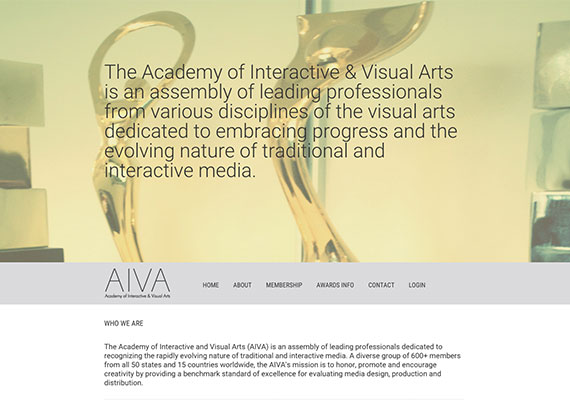 The Academy of Interactive & Visual Arts
is an assembly of leading professionals
from various disciplines of the visual arts
dedicated to embracing progress and the
evolving nature of traditional and
interactive media.
AIVA
Academy of Interactive & Visual Arts
HOME ABOUT MEMBERSHIP AWARDS INFO CONTACT LOGIN
WHO WE ARE
The Academy of Interactive and Visual Arts (AIVA) is an assembly of leading professionals dedicated to
recognizing the rapidly evolving nature of traditional and interactive media. A diverse group of 600+ members
from all 50 states and 15 countries worldwide, the AIVA's mission is to honor, promote and encourage
creativity by providing a benchmark standard of excellence for evaluating media design, production and
distribution.